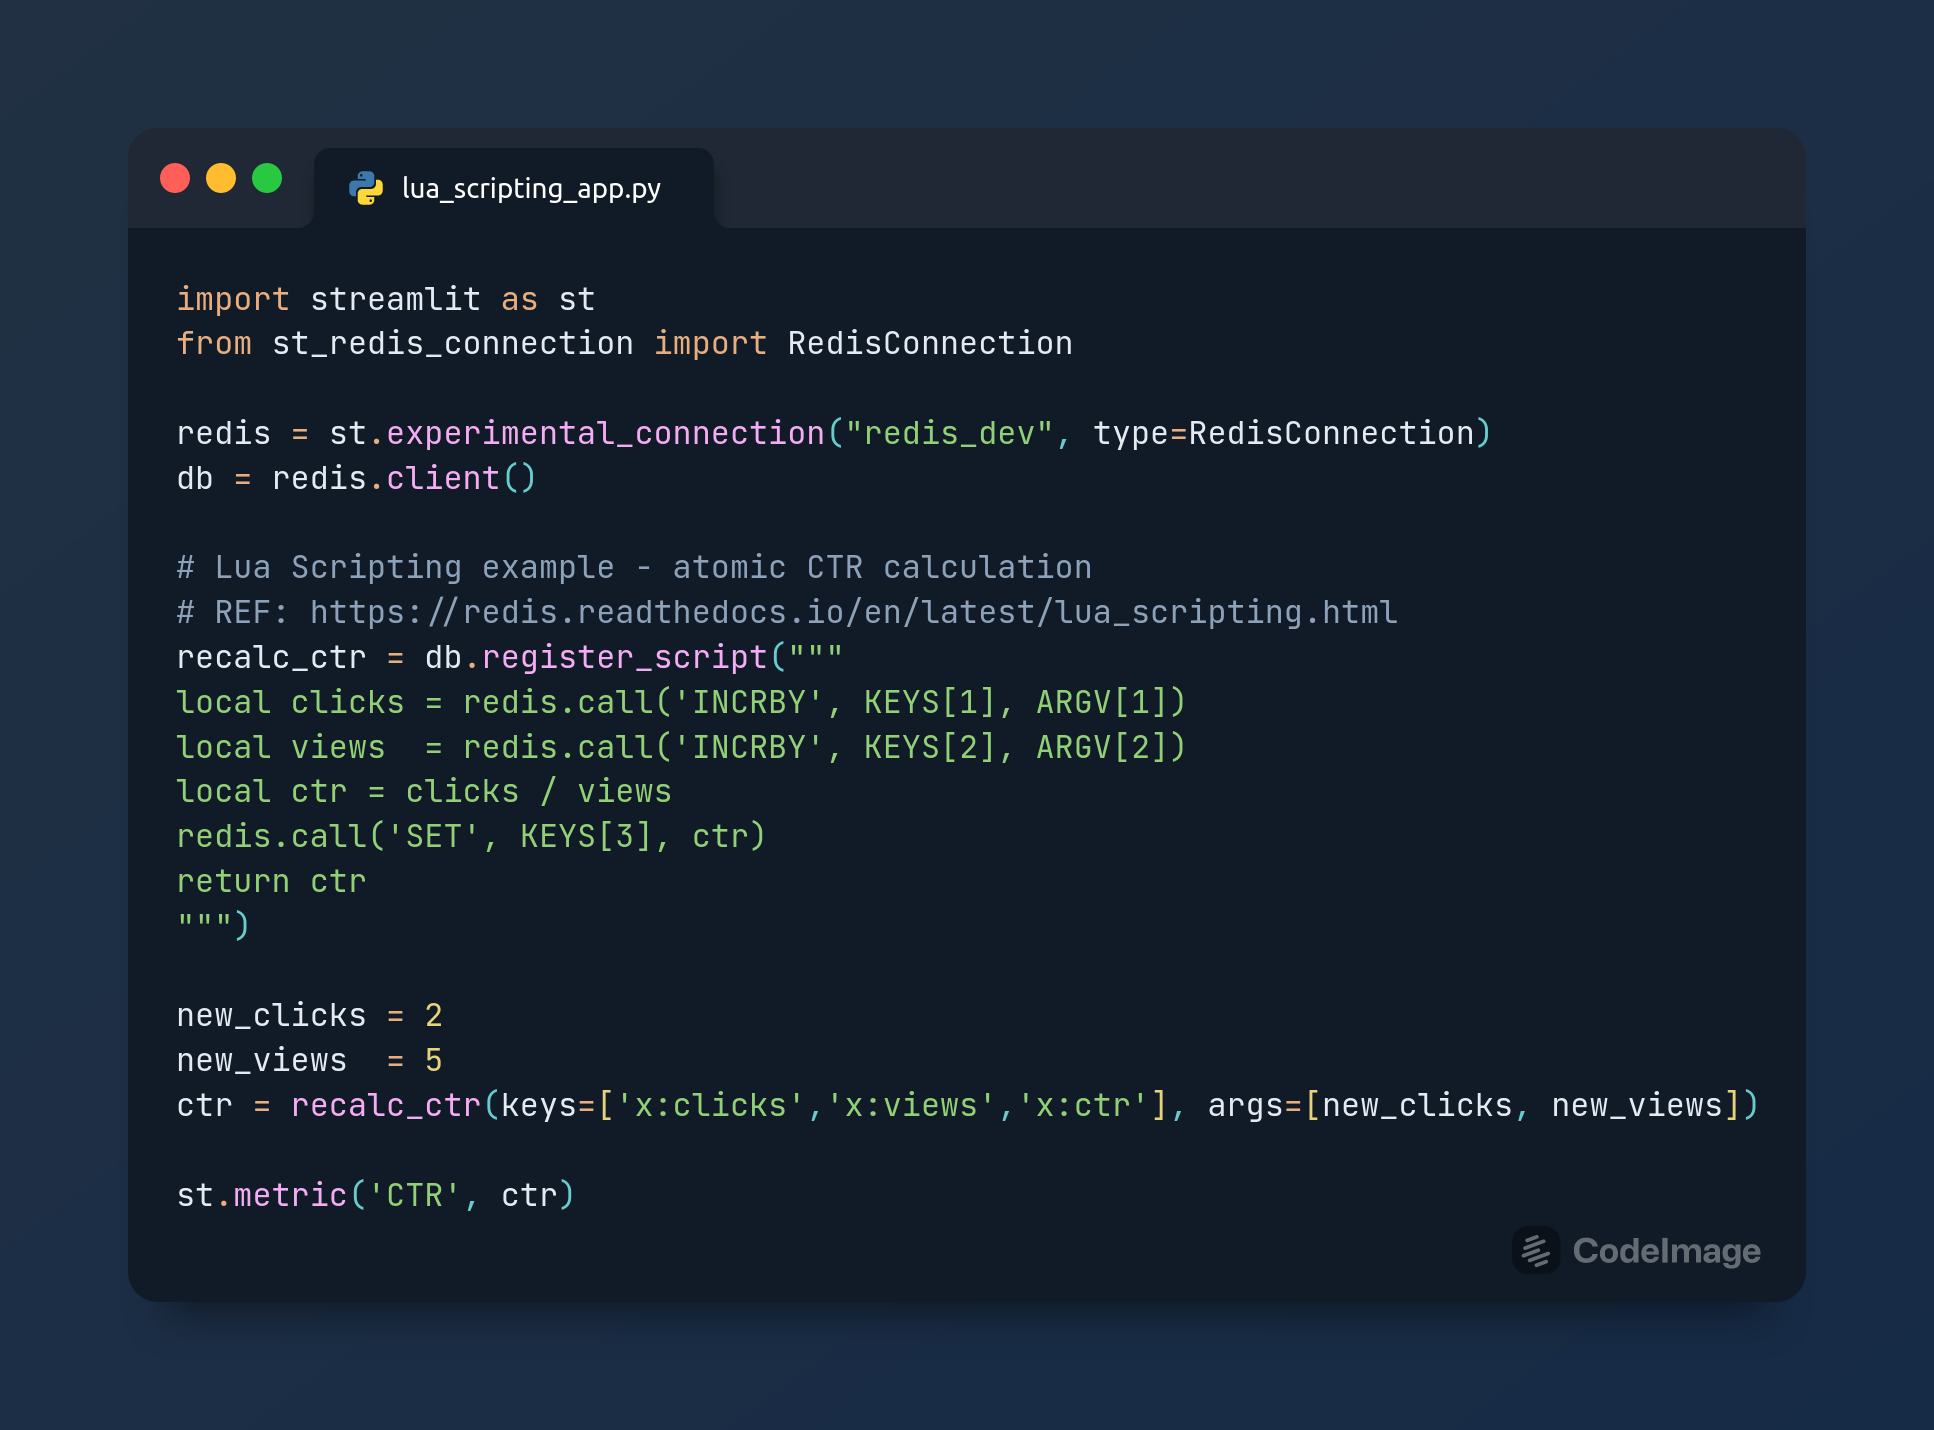 lua_scripting_app.py
import streamlit as st
from st_redis_connection import RedisConnection
redis = st.experimental_connection("redis_dev", type=RedisConnection)
db = redis.client()
# Lua Scripting example - atomic CTR calculation
# REF: https://redis.readthedocs.io/en/latest/lua_scripting.html
recalc_ctr = db.register_script("""
local clicks = redis.call('INCRBY', KEYS[1], ARGV[1])
local views  = redis.call('INCRBY', KEYS[2], ARGV[2])
local ctr = clicks / views
redis.call('SET', KEYS[3], ctr)
return ctr
""")
new_clicks = 2
new_views  = 5
ctr = recalc_ctr(keys=['x:clicks','x:views','x:ctr'], args=[new_clicks, new_views])
st.metric('CTR', ctr)
CodeImage